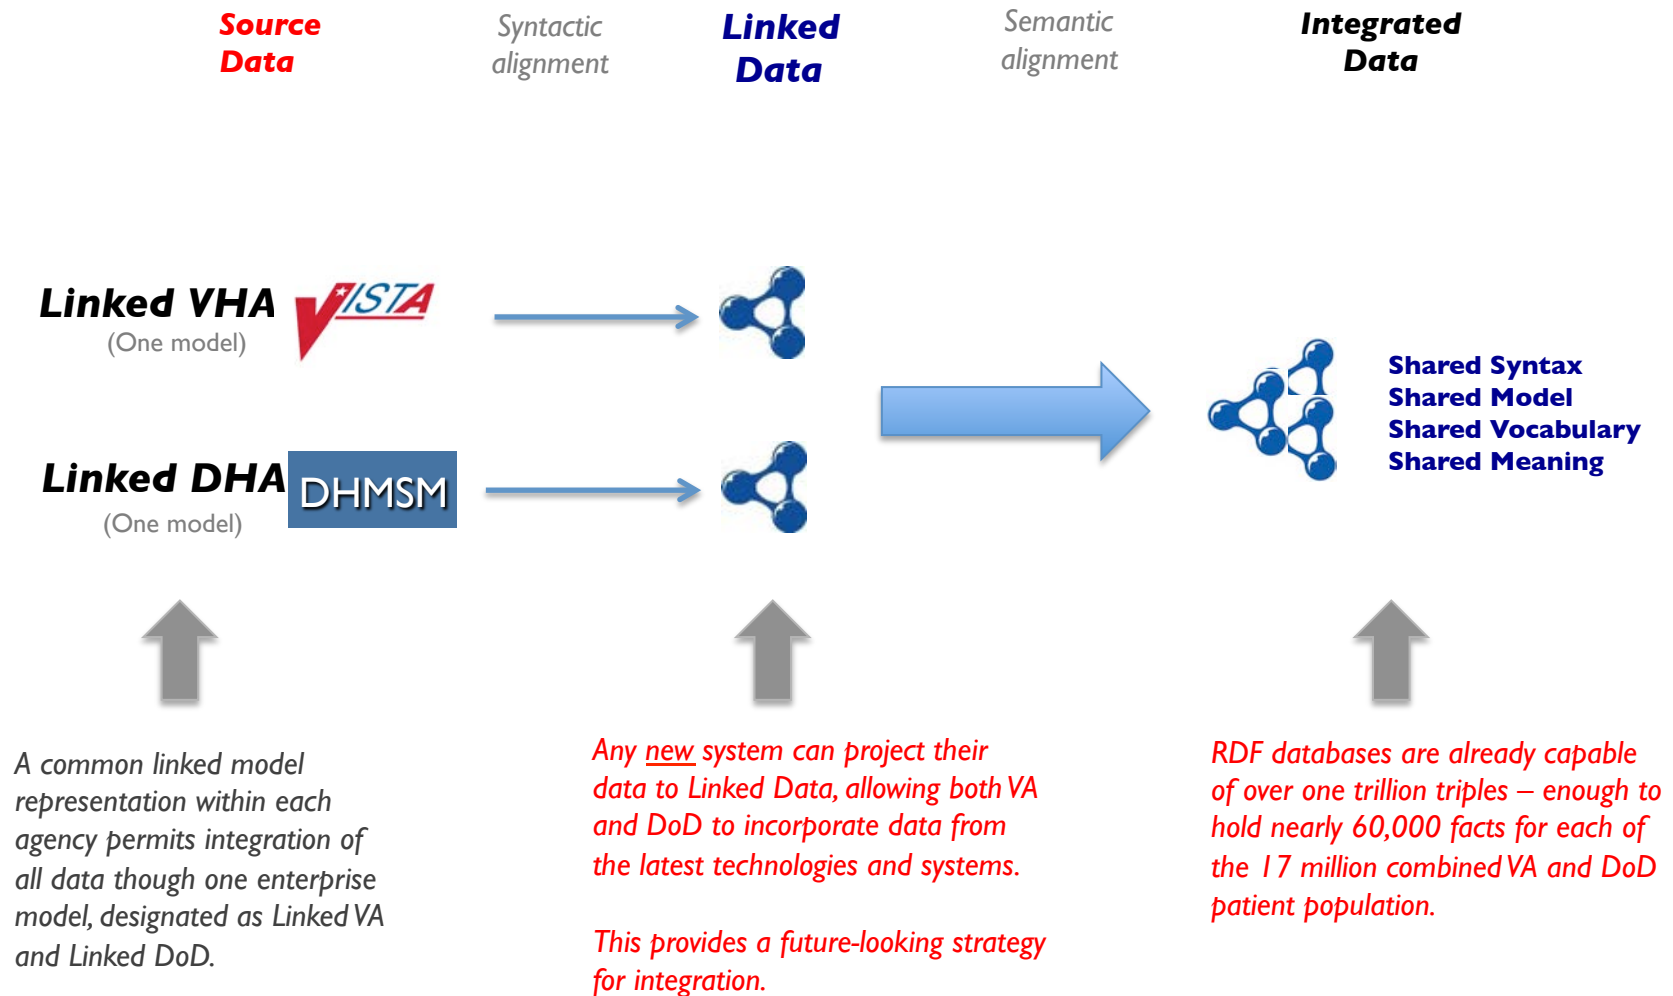 Source
Data
Syntactic
alignment
Linked
Data
Semantic
alignment
Integrated
Data
Linked VHA
(One model)
VISTA
Linked DHA
(One model)
DHMSM
Shared Syntax
Shared Model
Shared Vocabulary
Shared Meaning
A common linked model
representation within each
agency permits integration of
all data though one enterprise
model, designated as Linked VA
and Linked DoD.
Any new system can project their
data to Linked Data, allowing both VA
and DoD to incorporate data from
the latest technologies and systems.
This provides a future-looking strategy
for integration.
RDF databases are already capable
of over one trillion triples – enough to
hold nearly 60,000 facts for each of
the 17 million combined VA and DoD
patient population.